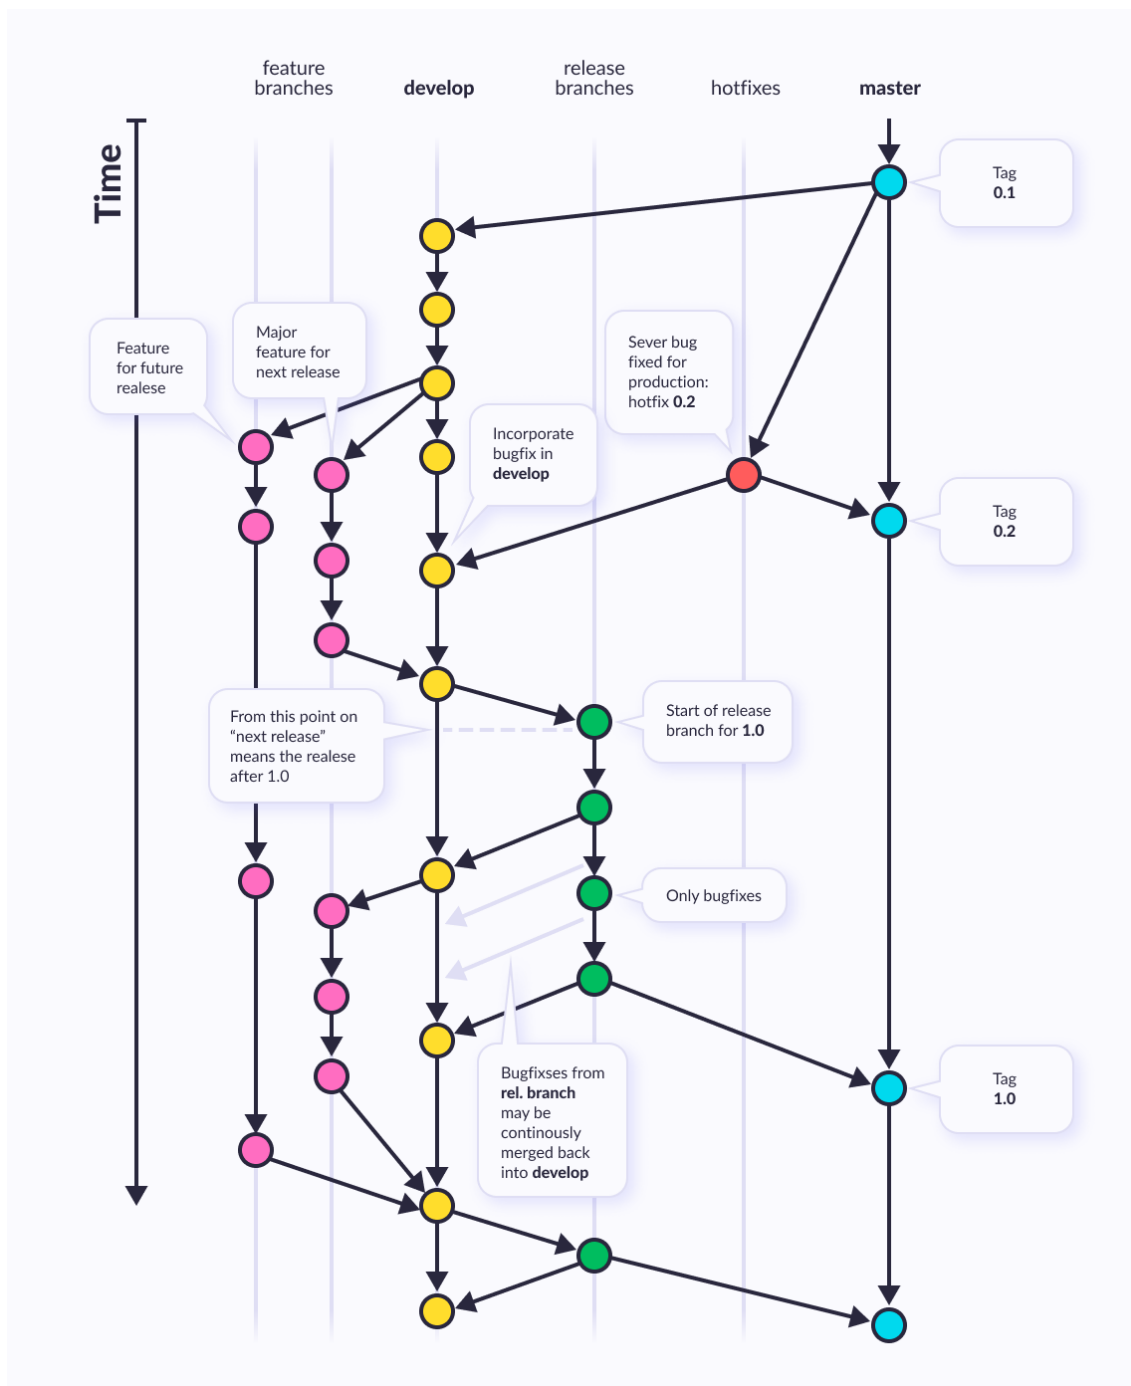 feature
branches
develop
release
branches
hotfixes
master
Time
Tag
0.1
Feature
for future
realese
Major
feature for
next release
Sever bug
fixed for
production:
hotfix 0.2
Incorporate
bugfix in
develop
Tag
0.2
From this point on
“next release”
means the realese
after 1.0
Start of release
branch for 1.0
Only bugfixes
Bugfixses from
rel. branch
may be
continously
merged back
into develop
Tag
1.0